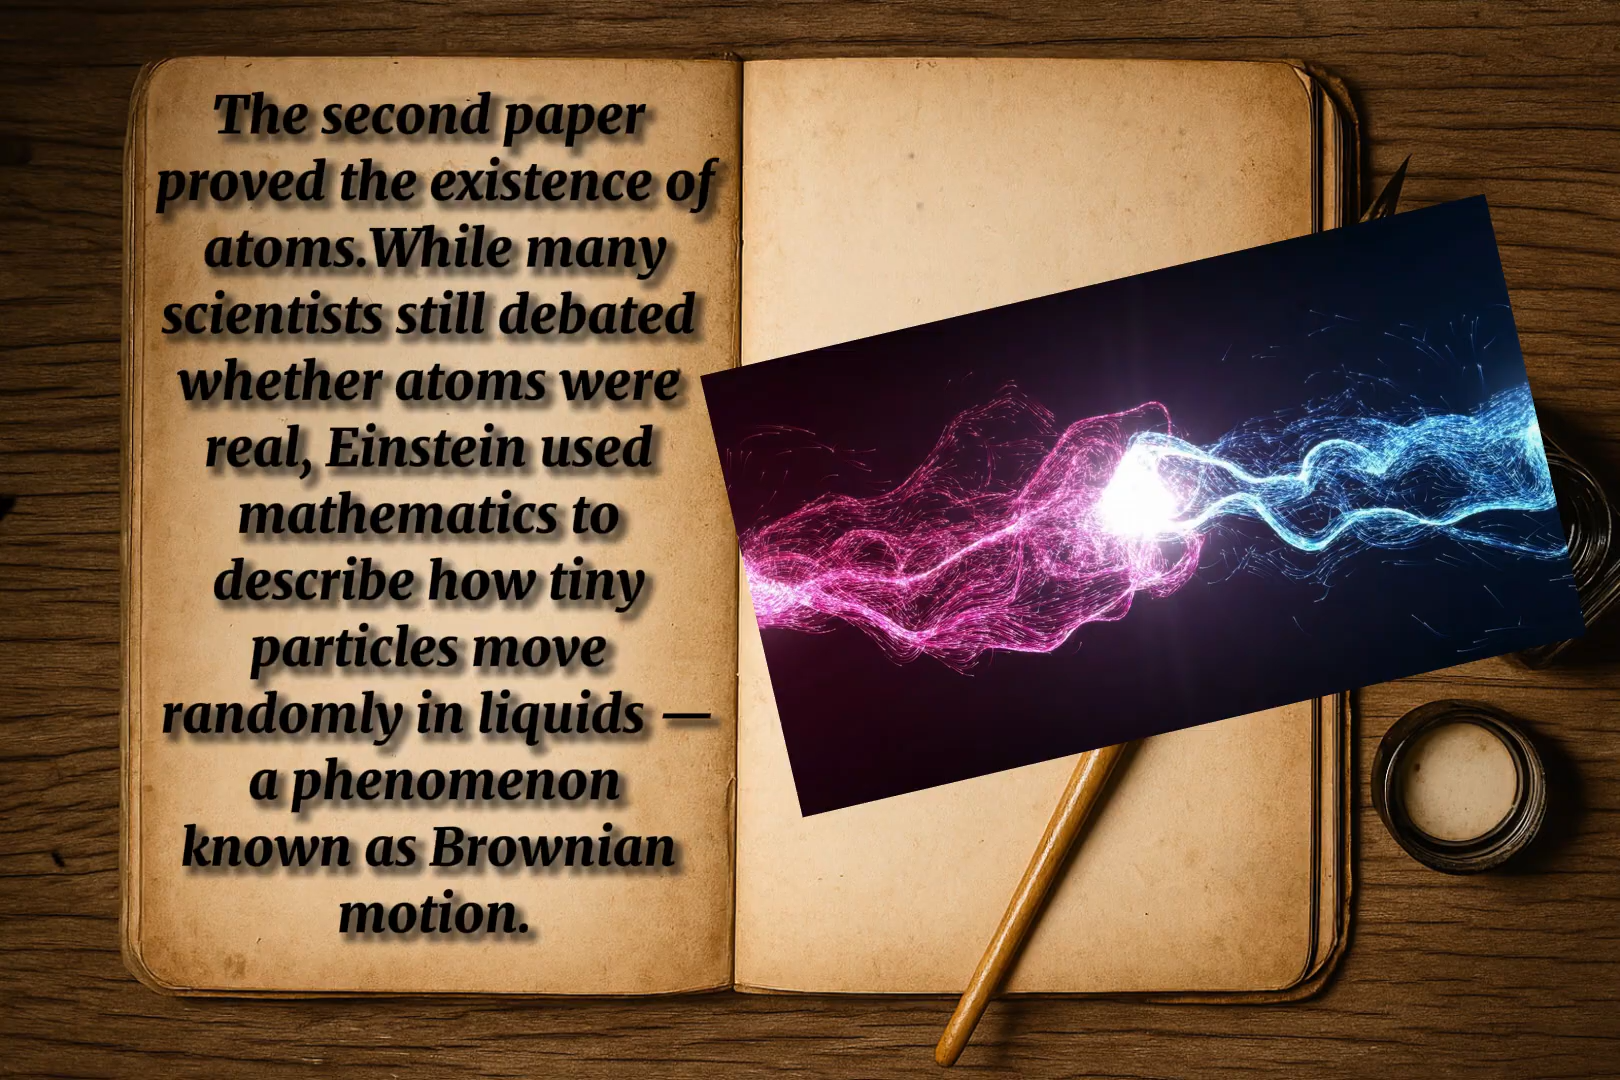 The second paper
proved the existence of
atoms.While many
scientists still debated
whether atoms were
real, Einstein used
mathematics to
describe how tiny
particles move
randomly in liquids —
a phenomenon
known as Brownian
motion.